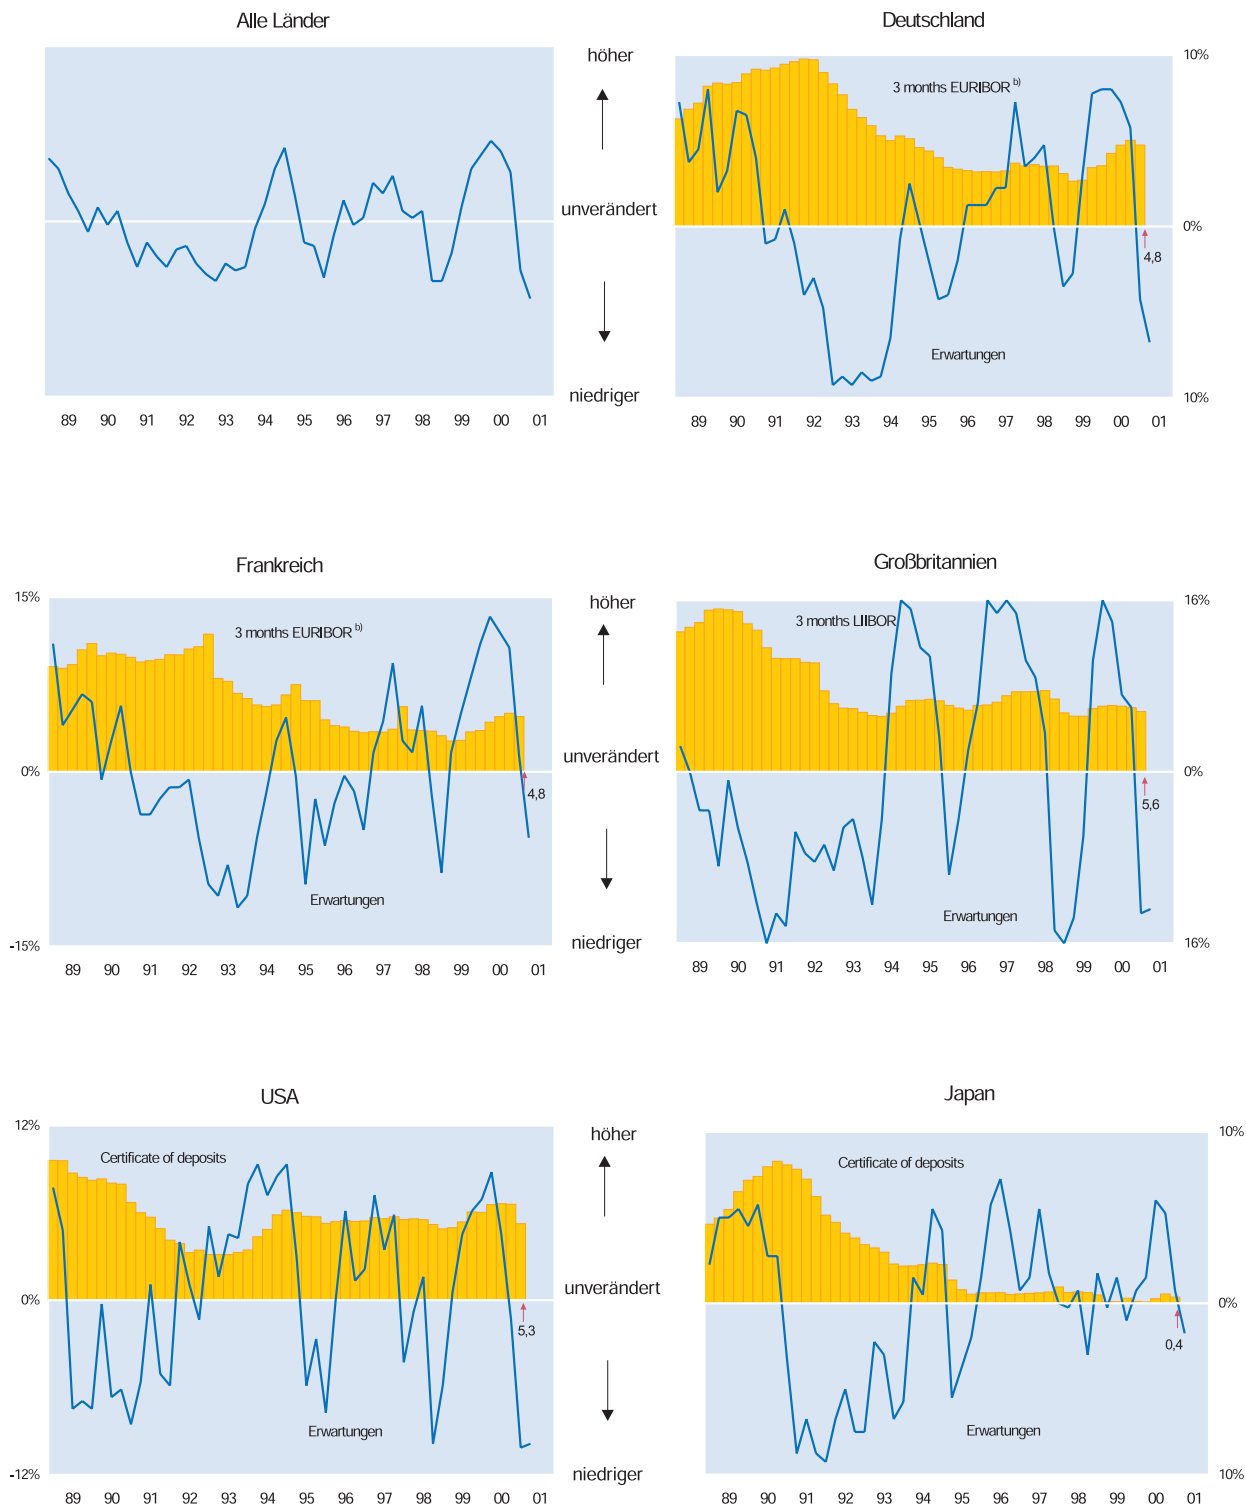 Alle Länder
Deutschland
höher
unverändert
niedriger
89 90 91 92 93 94 95 96 97 98 99 00 01
10%
3 months EURIBOR b)
0%
4,8
Erwartungen
10%
89 90 91 92 93 94 95 96 97 98 99 00 01
Frankreich
Großbritannien
15%
3 months EURIBOR b)
0%
4,8
Erwartungen
-15%
89 90 91 92 93 94 95 96 97 98 99 00 01
höher
unverändert
niedriger
16%
3 months LIIBOR
0%
5,6
Erwartungen
16%
89 90 91 92 93 94 95 96 97 98 99 00 01
USA
Japan
12%
Certificate of deposits
0%
5,3
Erwartungen
-12%
89 90 91 92 93 94 95 96 97 98 99 00 01
höher
unverändert
niedriger
10%
Certificate of deposits
0%
0,4
Erwartungen
10%
89 90 91 92 93 94 95 96 97 98 99 00 01